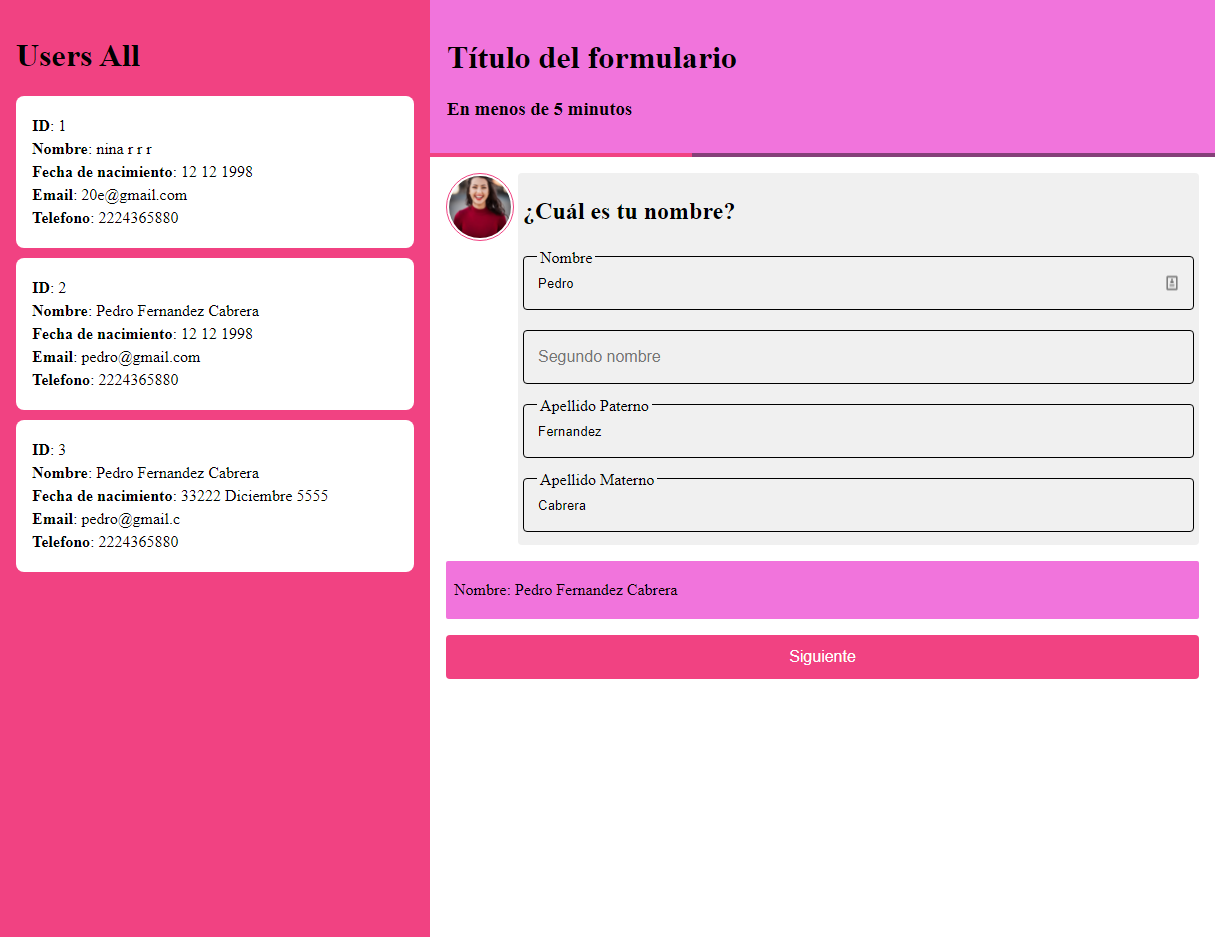 Users All
ID: 1
Nombre: nina r r r
Fecha de nacimiento: 12 12 1998
Email: 20e@gmail.com
Telefono: 2224365880
ID: 2
Nombre: Pedro Fernandez Cabrera
Fecha de nacimiento: 12 12 1998
Email: pedro@gmail.com
Telefono: 2224365880
ID: 3
Nombre: Pedro Fernandez Cabrera
Fecha de nacimiento: 33222 Diciembre 5555
Email: pedro@gmail.c
Telefono: 2224365880
Título del formulario
En menos de 5 minutos
¿Cuál es tu nombre?
Nombre
Pedro
Segundo nombre
Apellido Paterno
Fernandez
Apellido Materno
Cabrera
Nombre: Pedro Fernandez Cabrera
Siguiente